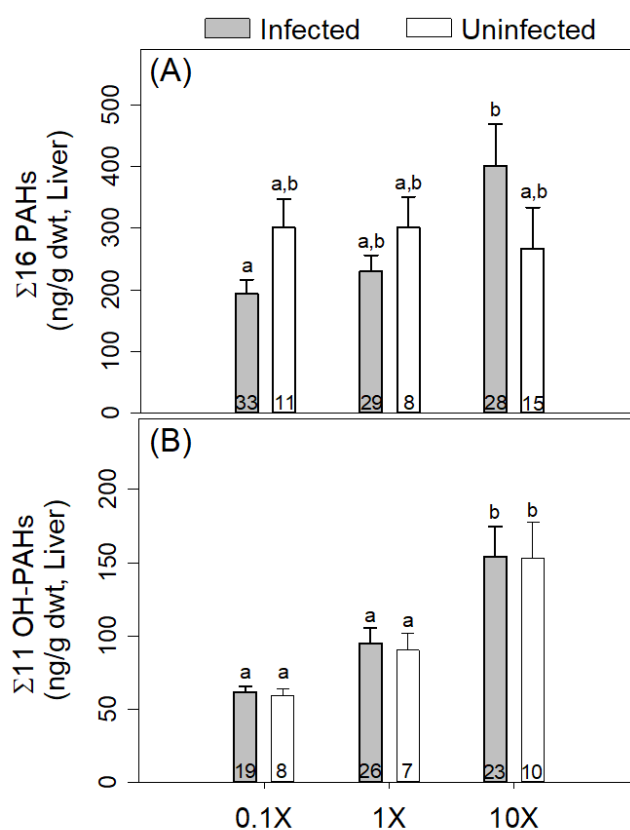 Infected Uninfected
(A)
Σ16 PAHs
(ng/g dwt, Liver)
500
400
300
200
100
0
a
a,b
a,b
a,b
b
a,b
33 11 29 8 28 15
(B)
Σ11 OH-PAHs
(ng/g dwt, Liver)
200
150
100
50
0
a a
a a
b b
19 8 26 7 23 10
0.1X 1X 10X